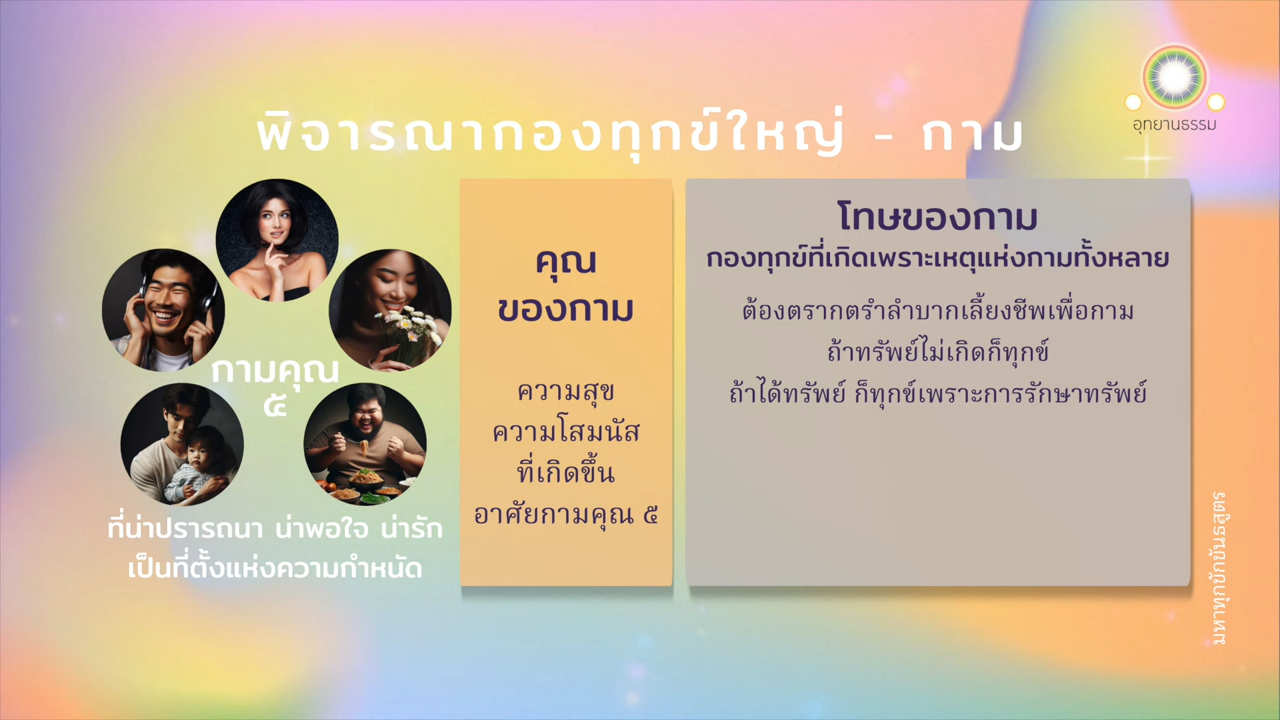 อุทยานธรรม
พิจารณากองทุกข์ใหญ่ - กาม
กามคุณ
๕
ที่น่าปรารถนา น่าพอใจ น่ารัก
เป็นที่ตั้งแห่งความกำหนัด
คุณ
ของกาม
ความสุข
ความโสมนัส
ที่เกิดขึ้น
อาศัยกามคุณ ๕
โทษของกาม
กองทุกข์ที่เกิดเพราะเหตุแห่งกามทั้งหลาย
ต้องตรากตรำลำบากเลี้ยงชีพเพื่อกาม
ถ้าทรัพย์ไม่เกิดก็ทุกข์
ถ้าได้ทรัพย์ ก็ทุกข์เพราะการรักษาทรัพย์
มหาทุกขักขันธสูตร